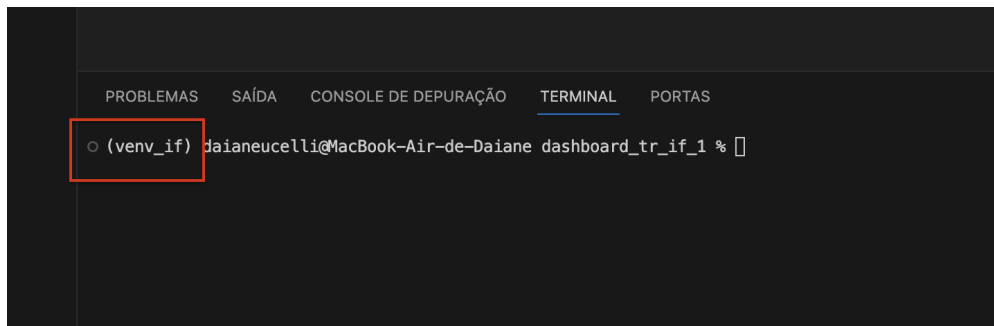 PROBLEMAS SAÍDA CONSOLE DE DEPURAÇÃO TERMINAL PORTAS
(venv_if) daianeucelli@MacBook-Air-de-Daiane dashboard_tr_if_1 %